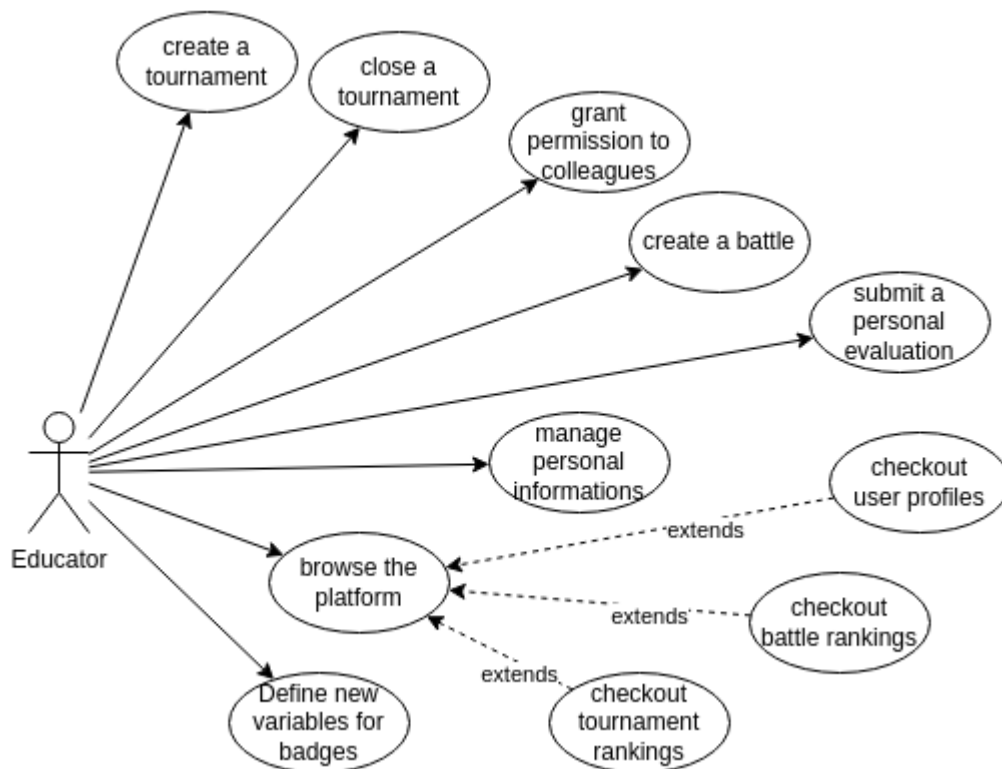 create a
tournament
close a
tournament
grant
permission to
colleagues
create a battle
submit a
personal
evaluation
manage
personal
informations
checkout
user profiles
extends
Educator
browse the
platform
extends
checkout
battle rankings
extends
Define new
variables for
badges
checkout
tournament
rankings